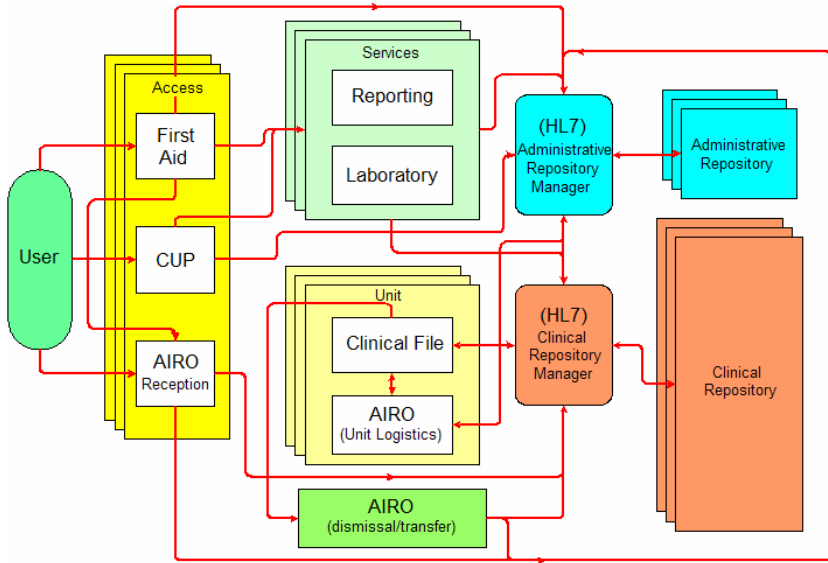 Access
First
Aid
CUP
AIRO
Reception
User
Services
Reporting
Laboratory
Unit
Clinical File
AIRO
(Unit Logistics)
AIRO
(dismissal/transfer)
(HL7)
Administrative
Repository
Manager
(HL7)
Clinical
Repository
Manager
Administrative
Repository
Clinical
Repository